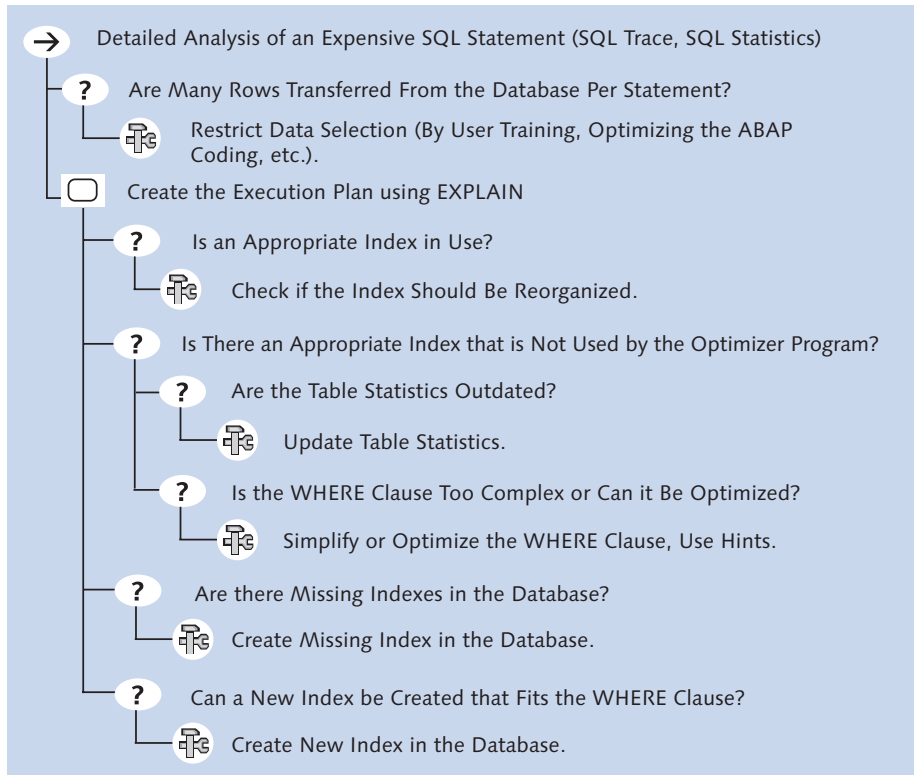 Detailed Analysis of an Expensive SQL Statement (SQL Trace, SQL Statistics)
? Are Many Rows Transferred From the Database Per Statement?
Restrict Data Selection (By User Training, Optimizing the ABAP
Coding, etc.).
Create the Execution Plan using EXPLAIN
? Is an Appropriate Index in Use?
Check if the Index Should Be Reorganized.
? Is There an Appropriate Index that is Not Used by the Optimizer Program?
? Are the Table Statistics Outdated?
Update Table Statistics.
? Is the WHERE Clause Too Complex or Can it Be Optimized?
Simplify or Optimize the WHERE Clause, Use Hints.
? Are there Missing Indexes in the Database?
Create Missing Index in the Database.
? Can a New Index be Created that Fits the WHERE Clause?
Create New Index in the Database.